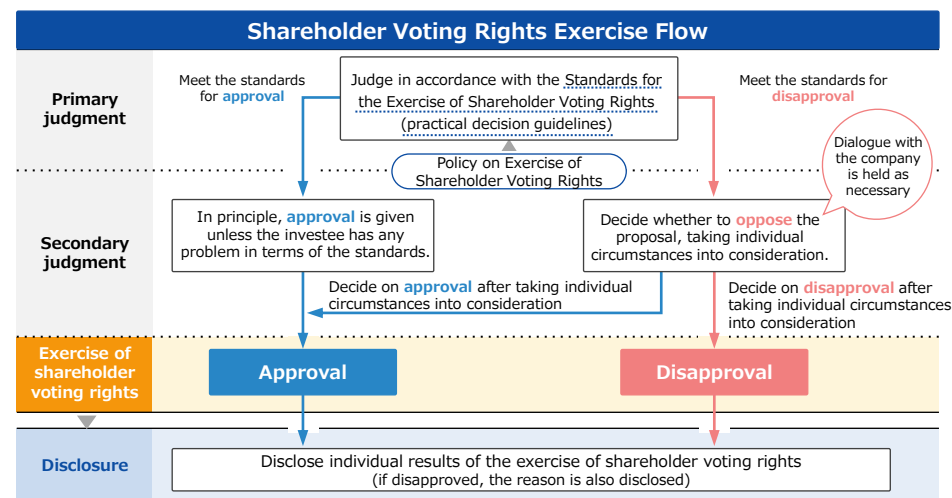 Shareholder Voting Rights Exercise Flow
Primary
judgment
Meet the standards
for approval
Judge in accordance with the Standards for
the Exercise of Shareholder Voting Rights
(practical decision guidelines)
Meet the standards for
disapproval
Policy on Exercise of
Shareholder Voting Rights
Dialogue with
the company
is held as
necessary
Secondary
judgment
In principle, approval is given
unless the investee has any
problem in terms of the standards.
Decide whether to oppose the
proposal, taking individual
circumstances into consideration.
Decide on approval after taking individual
circumstances into consideration
Decide on disapproval after
taking individual circumstances
into consideration
Exercise of
shareholder
voting rights
Approval
Disapproval
Disclosure
Disclose individual results of the exercise of shareholder voting rights
(if disapproved, the reason is also disclosed)